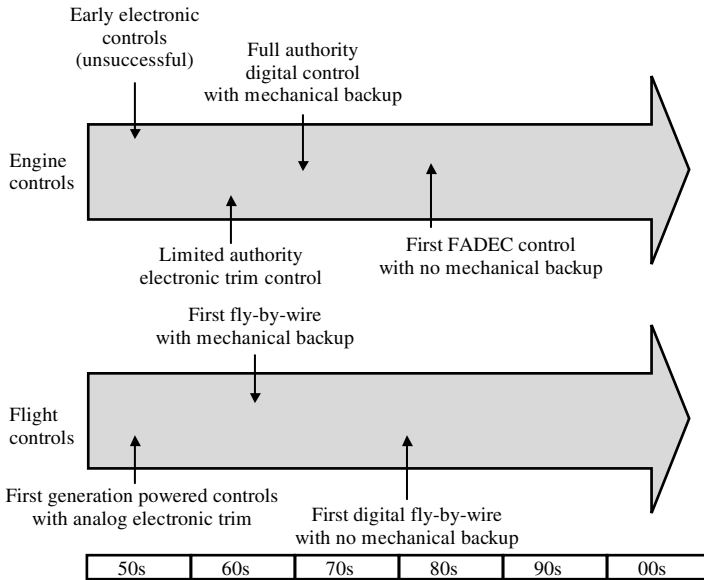 Early electronic
controls
(unsuccessful)
Full authority
digital control
with mechanical backup
Engine
controls
Limited authority
electronic trim control
First FADEC control
with no mechanical backup
First fly-by-wire
with mechanical backup
Flight
controls
First generation powered controls
with analog electronic trim
First digital fly-by-wire
with no mechanical backup
50s 60s 70s 80s 90s 00s